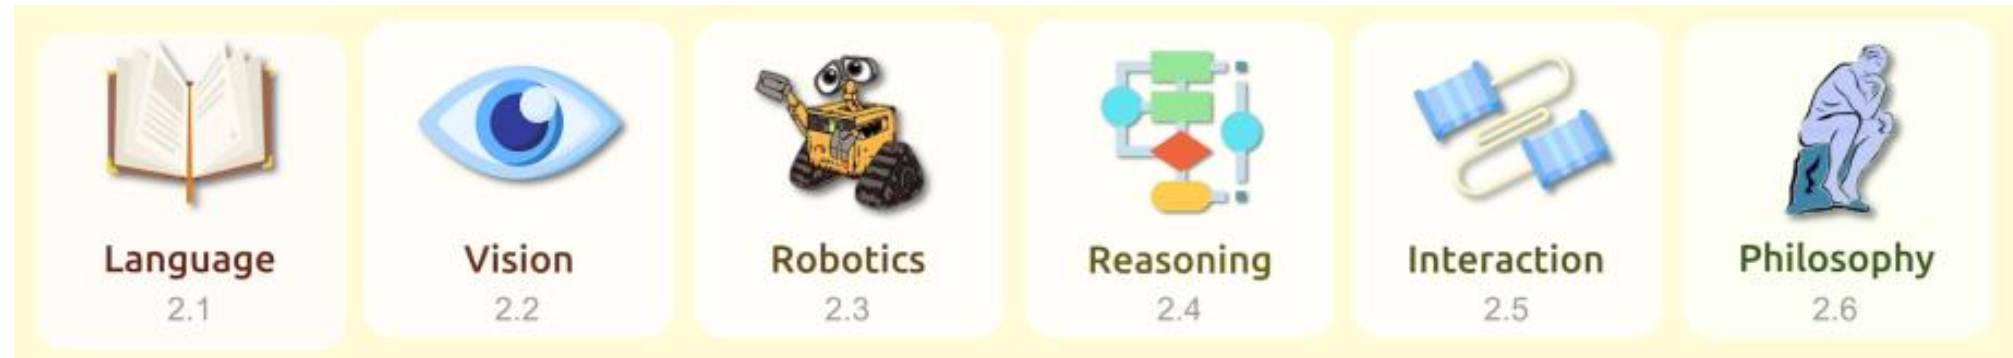 Language
2.1
Vision
2.2
Robotics
2.3
Reasoning
2.4
Interaction
2.5
Philosophy
2.6